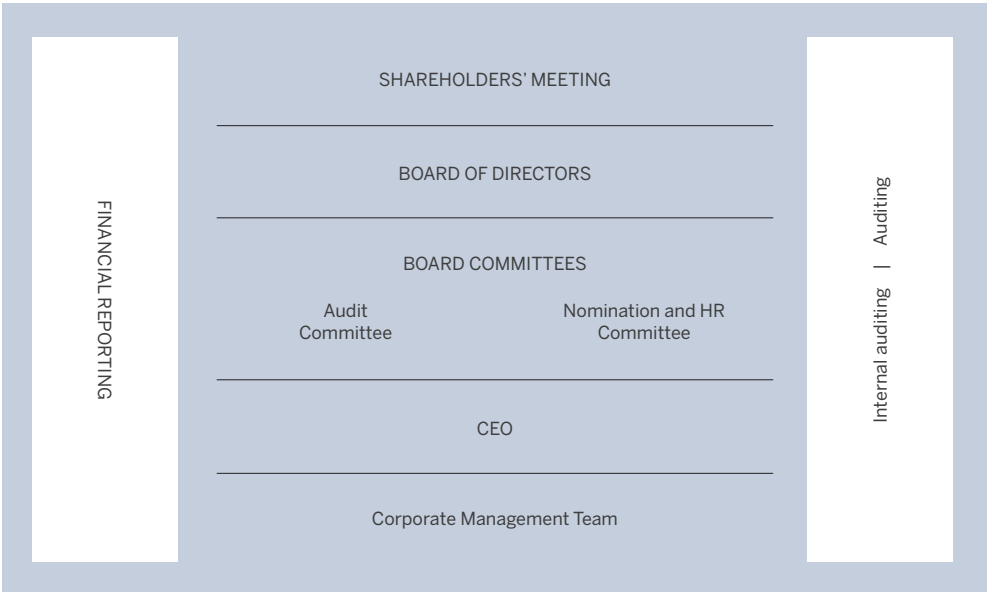 FINANCIAL REPORTING
SHAREHOLDERS' MEETING
BOARD OF DIRECTORS
BOARD COMMITTEES
Audit
Committee
Nomination and HR
Committee
CEO
Corporate Management Team
Internal auditing | Auditing